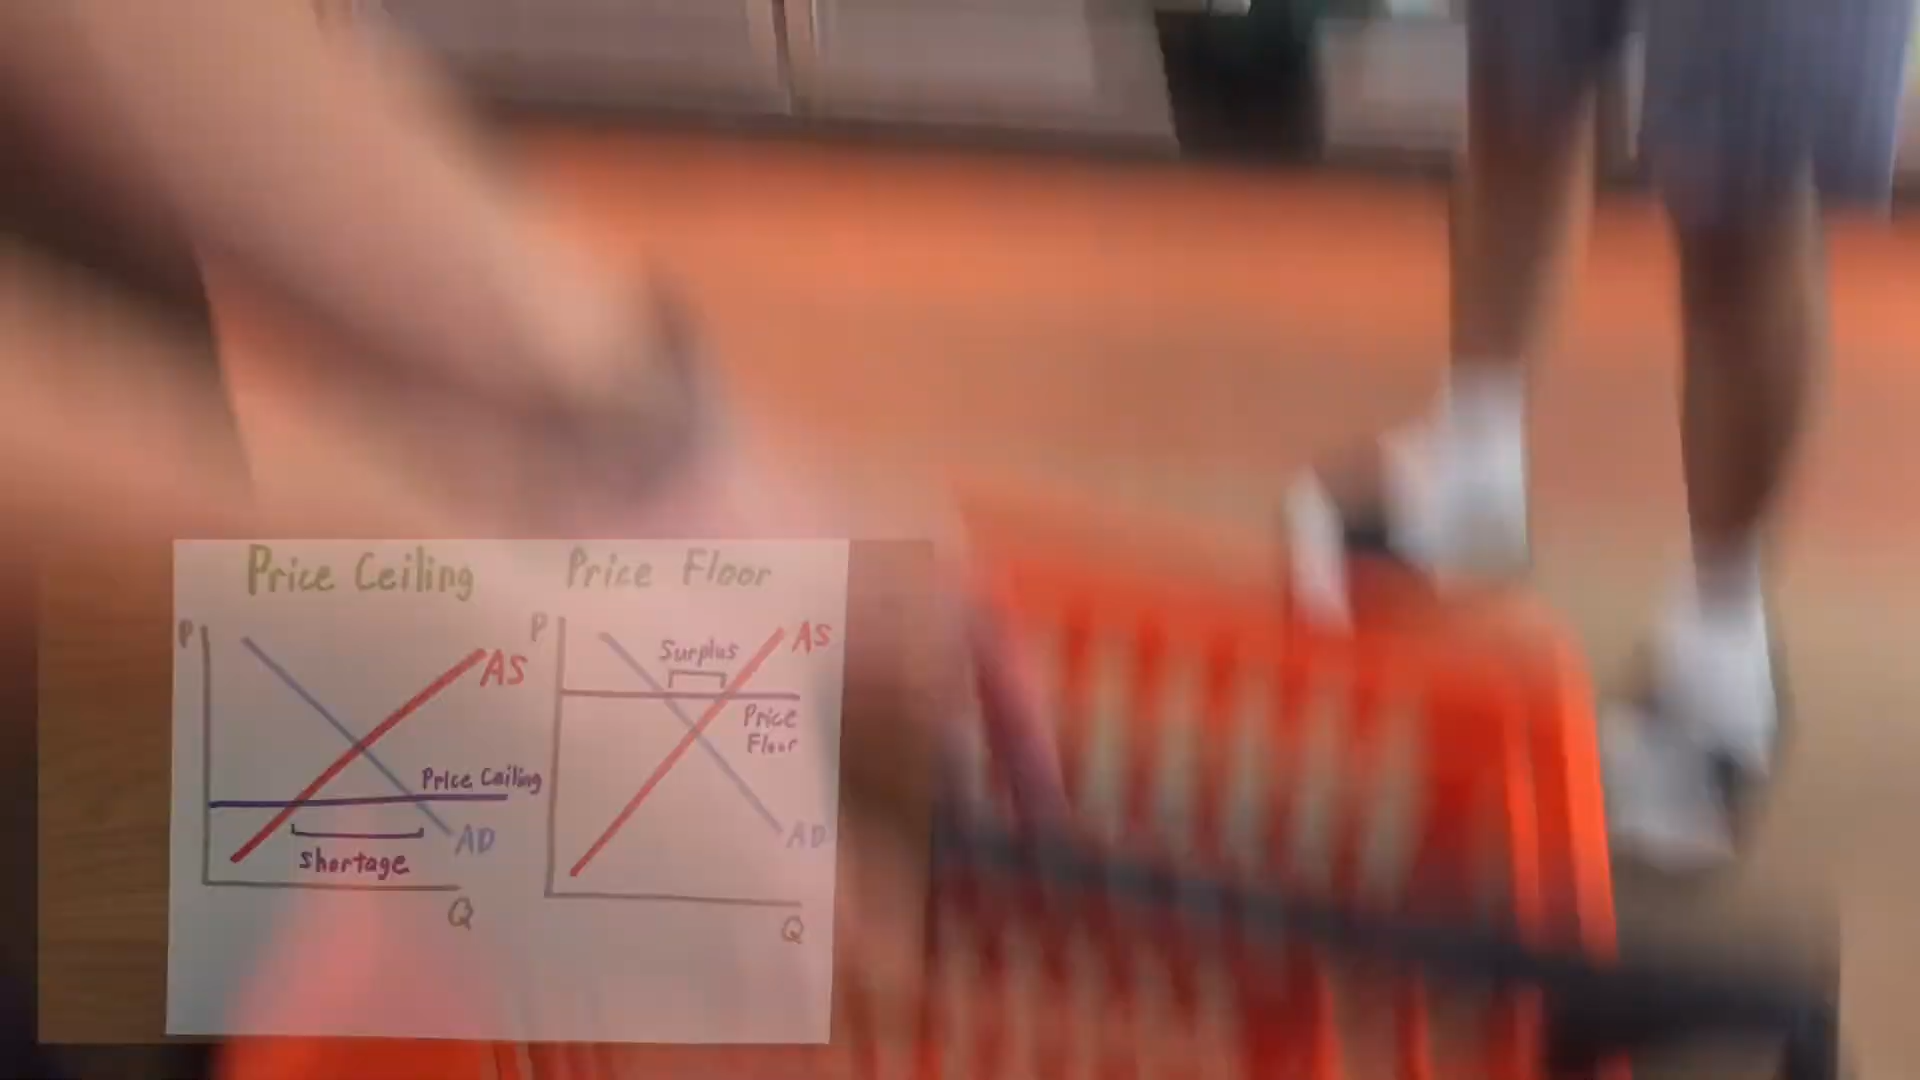 Price Ceiling
P
AS
Price Ceiling
AD
Shortage
Q
Price Floor
P
AS
Surplus
Price
Floor
AD
Q